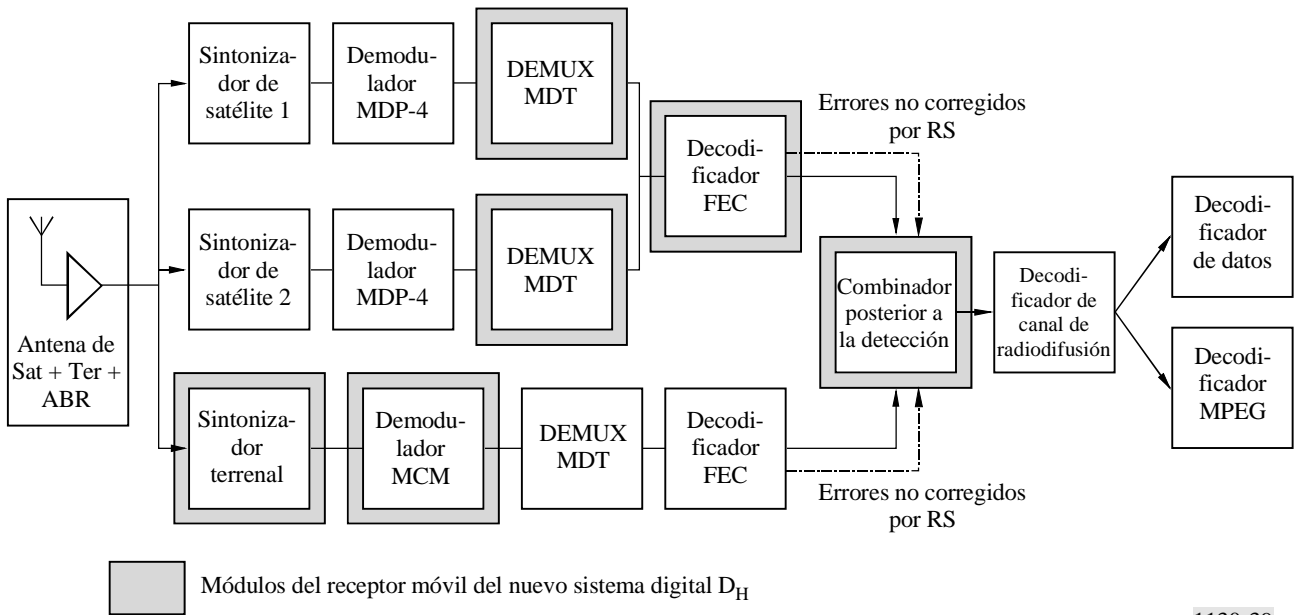 Sintoniza-
dor de
satélite 1
Demodu-
lador
MDP-4
DEMUX
MDT
Decodi-
ficador
FEC
Errores no corregidos
por RS
Antena de
Sat + Ter +
ABR
Sintoniza-
dor de
satélite 2
Demodu-
lador
MDP-4
DEMUX
MDT
Combinador
posterior a
la detección
Decodi-
ficador de
canal de
radiodifusión
Decodi-
ficador
de datos
Decodi-
ficador
MPEG
Sintoniza-
dor
terrenal
Demodu-
lador
MCM
DEMUX
MDT
Decodi-
ficador
FEC
Errores no corregidos
por RS
Módulos del receptor móvil del nuevo sistema digital DH